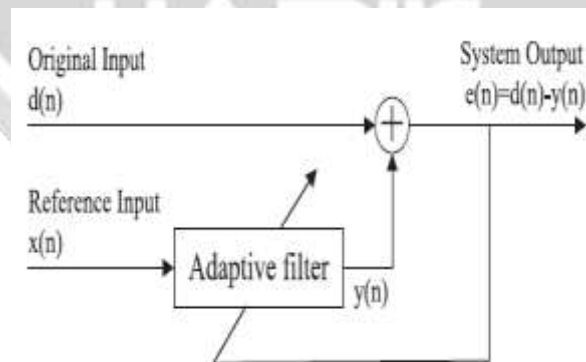 Original Input
d(n)
System Output
e(n)=d(n)-y(n)
+
Reference Input
x(n)
Adaptive filter
y(n)